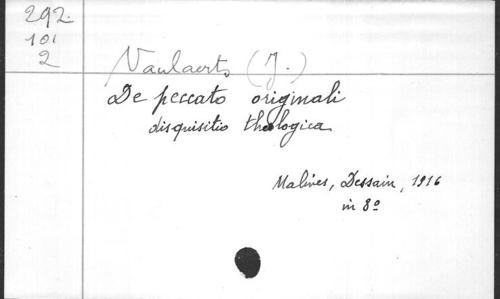 292.
101
2
Vaulaerts (J.)
De peccato originali
disquisitio theologica
Malines, Dessain, 1916
in 8º